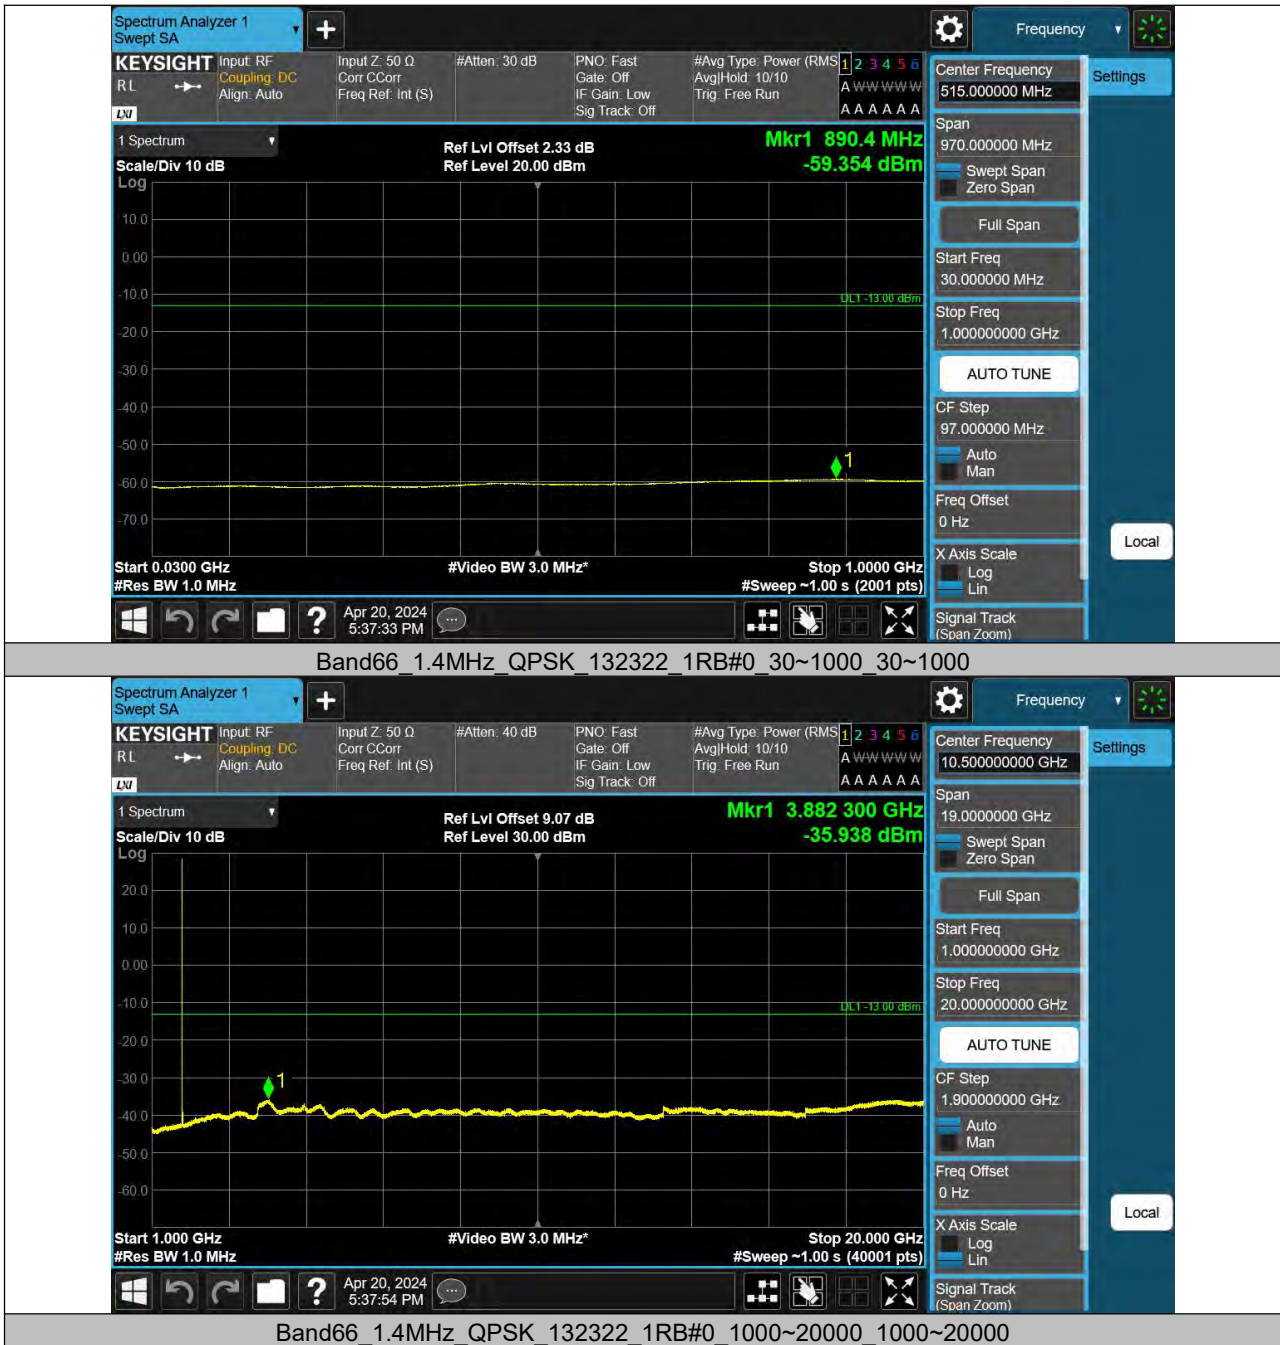 Spectrum Analyzer 1
Swept SA
Frequency
KEYSIGHT
RL
LXI
Input: RF
Coupling: DC
Align: Auto
Input Z: 50 Ω
Corr CCorr
Freq Ref: Int (S)
#Atten: 30 dB
PNO: Fast
Gate: Off
IF Gain: Low
Sig Track: Off
#Avg Type: Power (RMS
Avg|Hold: 10/10
Trig: Free Run
1 2 3 4 5 6
A W W W W W
A A A A A A
1 Spectrum
Scale/Div 10 dB
Ref Lvl Offset 2.33 dB
Ref Level 20.00 dBm
Mkr1 890.4 MHz
-59.354 dBm
Log
10.0
0.00
-10.0
-20.0
-30.0
-40.0
-50.0
-60.0
-70.0
DL1 -13.00 dBm
1
Start 0.0300 GHz
#Res BW 1.0 MHz
#Video BW 3.0 MHz*
Stop 1.0000 GHz
#Sweep ~1.00 s (2001 pts)
Apr 20, 2024
5:37:33 PM
Center Frequency
515.000000 MHz
Span
970.000000 MHz
Swept Span
Zero Span
Full Span
Start Freq
30.000000 MHz
Stop Freq
1.000000000 GHz
AUTO TUNE
CF Step
97.000000 MHz
Auto
Man
Freq Offset
0 Hz
X Axis Scale
Log
Lin
Signal Track
(Span Zoom)
Settings
Local
Band66_1.4MHz_QPSK_132322_1RB#0_30~1000_30~1000
Spectrum Analyzer 1
Swept SA
Frequency
KEYSIGHT
RL
LXI
Input: RF
Coupling: DC
Align: Auto
Input Z: 50 Ω
Corr CCorr
Freq Ref: Int (S)
#Atten: 40 dB
PNO: Fast
Gate: Off
IF Gain: Low
Sig Track: Off
#Avg Type: Power (RMS
Avg|Hold: 10/10
Trig: Free Run
1 2 3 4 5 6
A W W W W W
A A A A A A
1 Spectrum
Scale/Div 10 dB
Ref Lvl Offset 9.07 dB
Ref Level 30.00 dBm
Mkr1 3.882 300 GHz
-35.938 dBm
Log
20.0
10.0
0.00
-10.0
-20.0
-30.0
-40.0
-50.0
-60.0
DL1 -13.00 dBm
1
Start 1.000 GHz
#Res BW 1.0 MHz
#Video BW 3.0 MHz*
Stop 20.000 GHz
#Sweep ~1.00 s (40001 pts)
Apr 20, 2024
5:37:54 PM
Center Frequency
10.500000000 GHz
Span
19.0000000 GHz
Swept Span
Zero Span
Full Span
Start Freq
1.000000000 GHz
Stop Freq
20.000000000 GHz
AUTO TUNE
CF Step
1.900000000 GHz
Auto
Man
Freq Offset
0 Hz
X Axis Scale
Log
Lin
Signal Track
(Span Zoom)
Settings
Local
Band66_1.4MHz_QPSK_132322_1RB#0_1000~20000_1000~20000